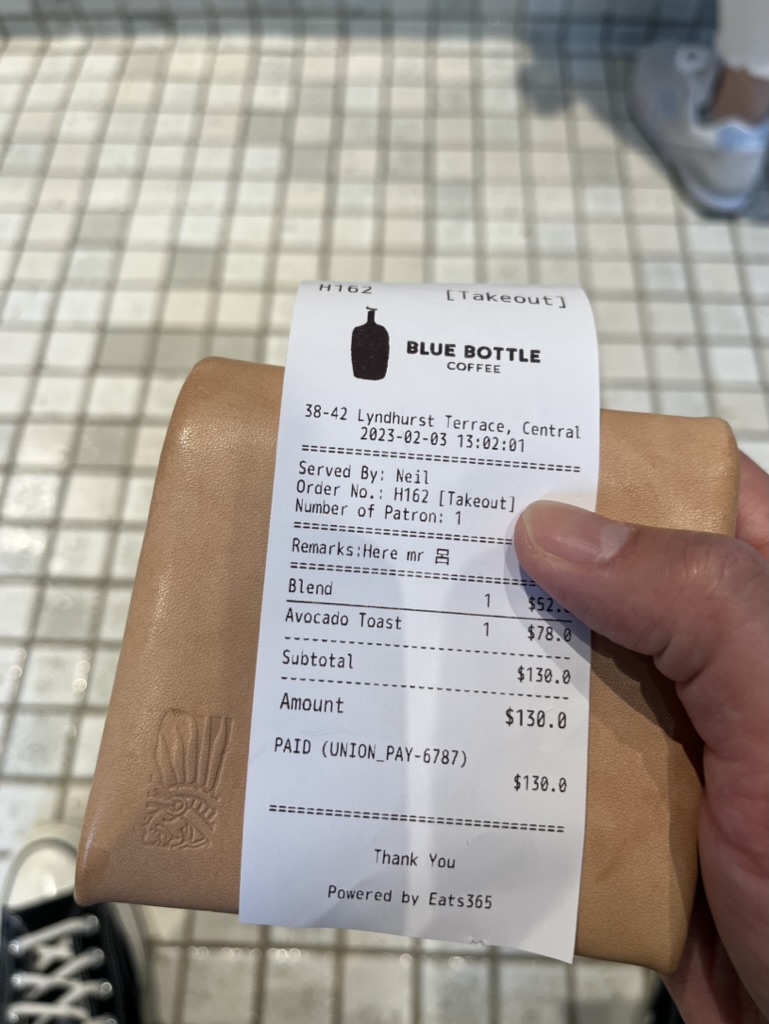 H162 [Takeout]
BLUE BOTTLE
COFFEE
38-42 Lyndhurst Terrace, Central
2023-02-03 13:02:01
Served By: Neil
Order No.: H162 [Takeout]
Number of Patron: 1
Remarks:Here mr 呂
Blend 1 $52.
Avocado Toast 1 $78.0
Subtotal $130.0
Amount $130.0
PAID (UNION_PAY-6787)
$130.0
Thank You
Powered by Eats365